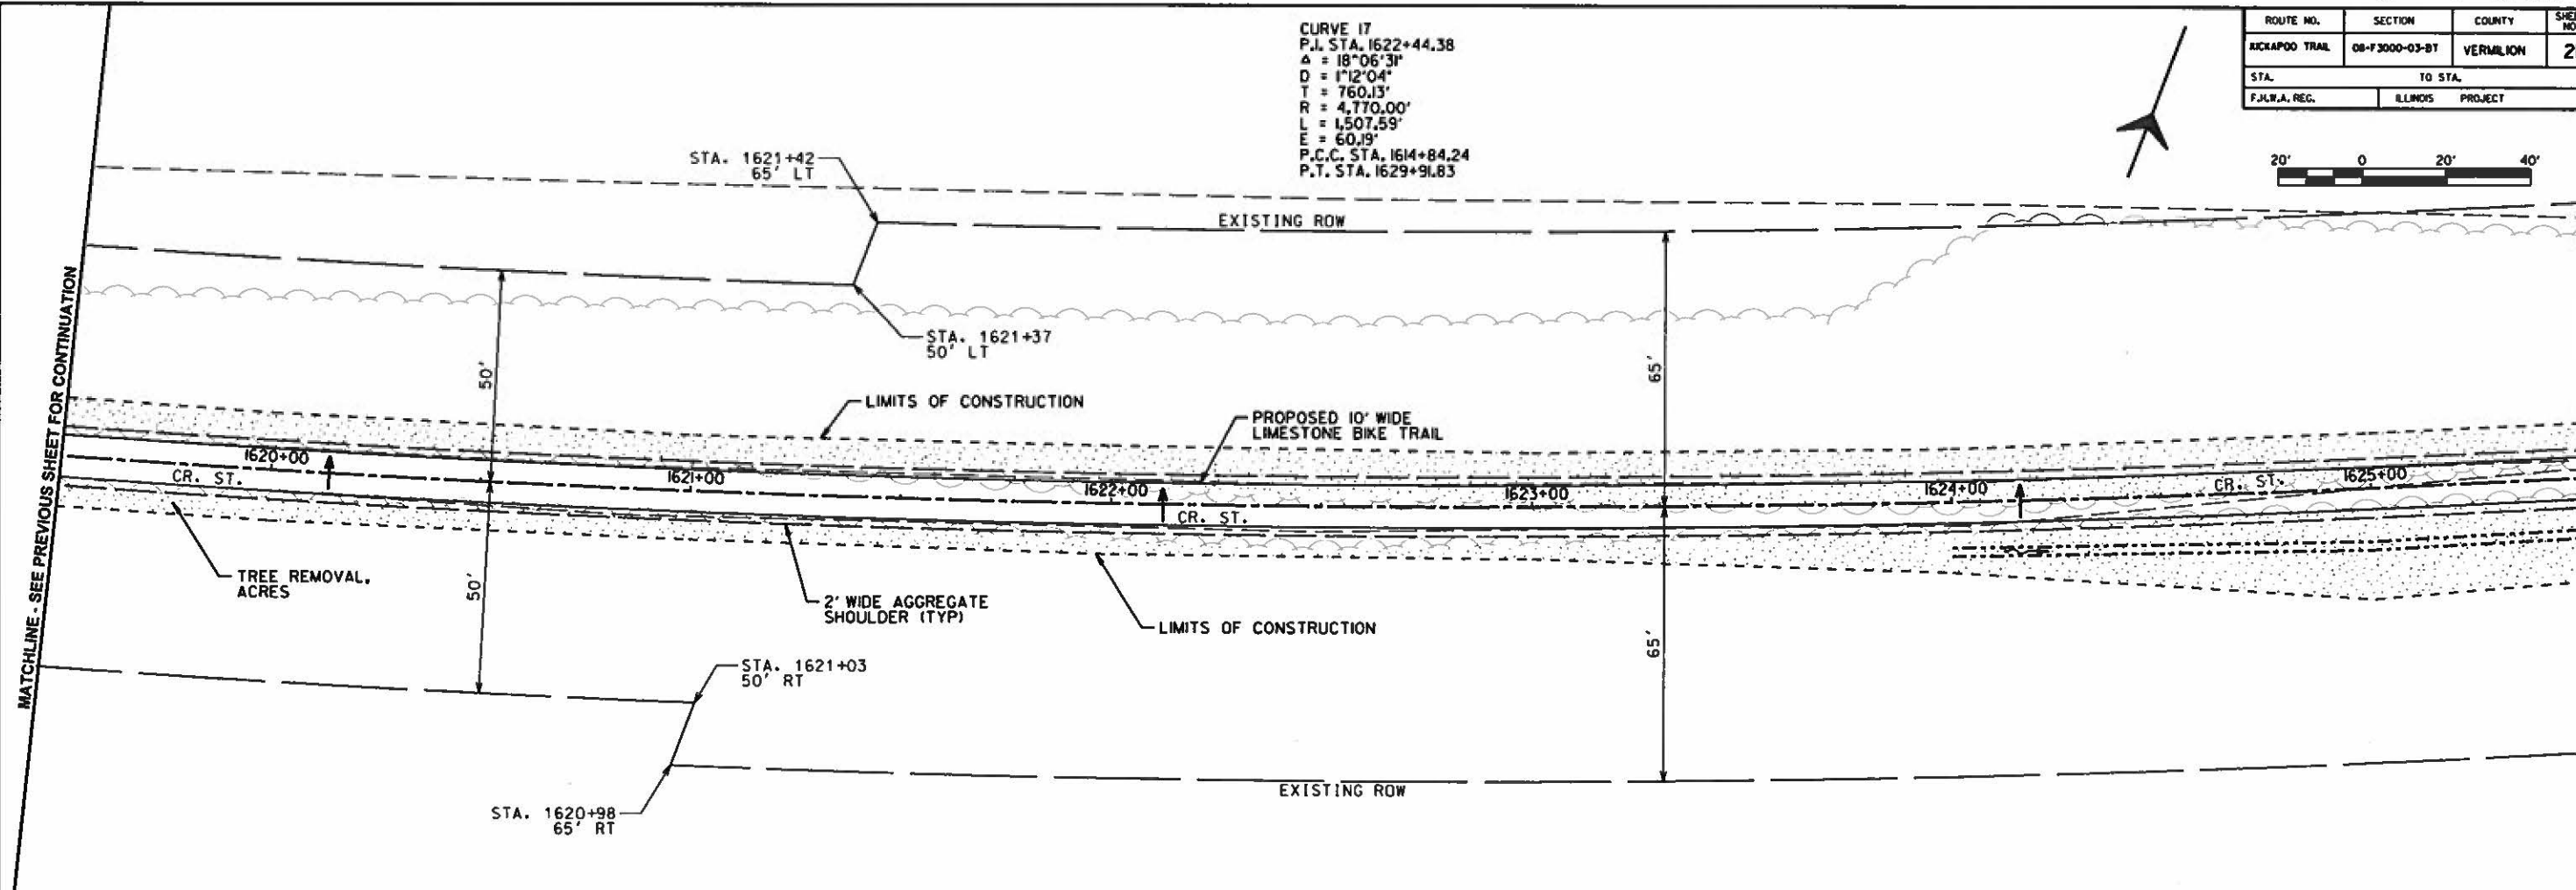 CURVE 17
P.I. STA. 1622+44.38
Δ = 18°06'31"
D = 1°12'04"
T = 760.13'
R = 4,770.00'
L = 1,507.59'
E = 60.19'
P.C.C. STA. 1614+84.24
P.T. STA. 1629+91.83
ROUTE NO. SECTION COUNTY
KICKAPOO TRAIL 08-F3000-03-BT VERMILION
STA. TO STA.
F.H.W.A. REG. ILLINOIS PROJECT
20' 0 20' 40'
STA. 1621+42
65' LT
EXISTING ROW
STA. 1621+37
50' LT
MATCHLINE - SEE PREVIOUS SHEET FOR CONTINUATION
50'
65'
LIMITS OF CONSTRUCTION
PROPOSED 10' WIDE
LIMESTONE BIKE TRAIL
1620+00
1621+00
1622+00
1623+00
1624+00
1625+00
CR. ST.
CR. ST.
CR. ST.
TREE REMOVAL,
ACRES
50'
2' WIDE AGGREGATE
SHOULDER (TYP)
LIMITS OF CONSTRUCTION
65'
STA. 1621+03
50' RT
STA. 1620+98
65' RT
EXISTING ROW